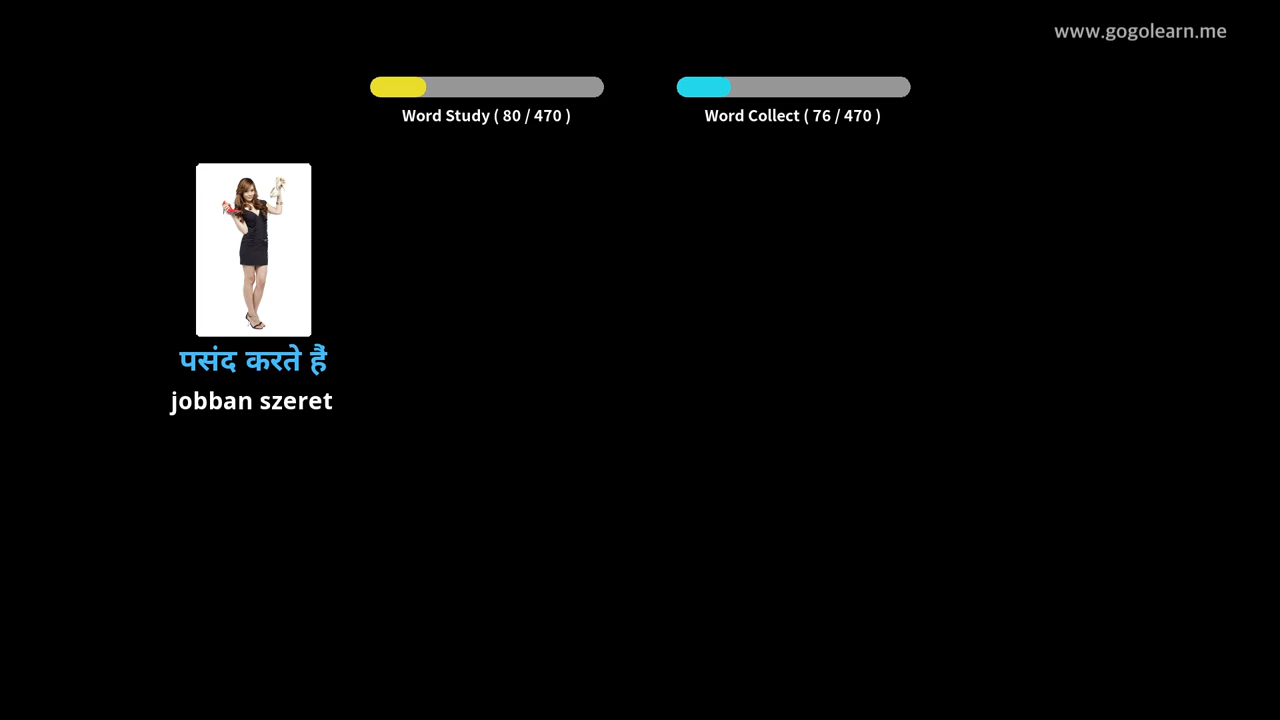 www.gogolearn.me
Word Study ( 80 / 470 )
Word Collect ( 76 / 470 )
पसंद करते हैं
jobban szeret